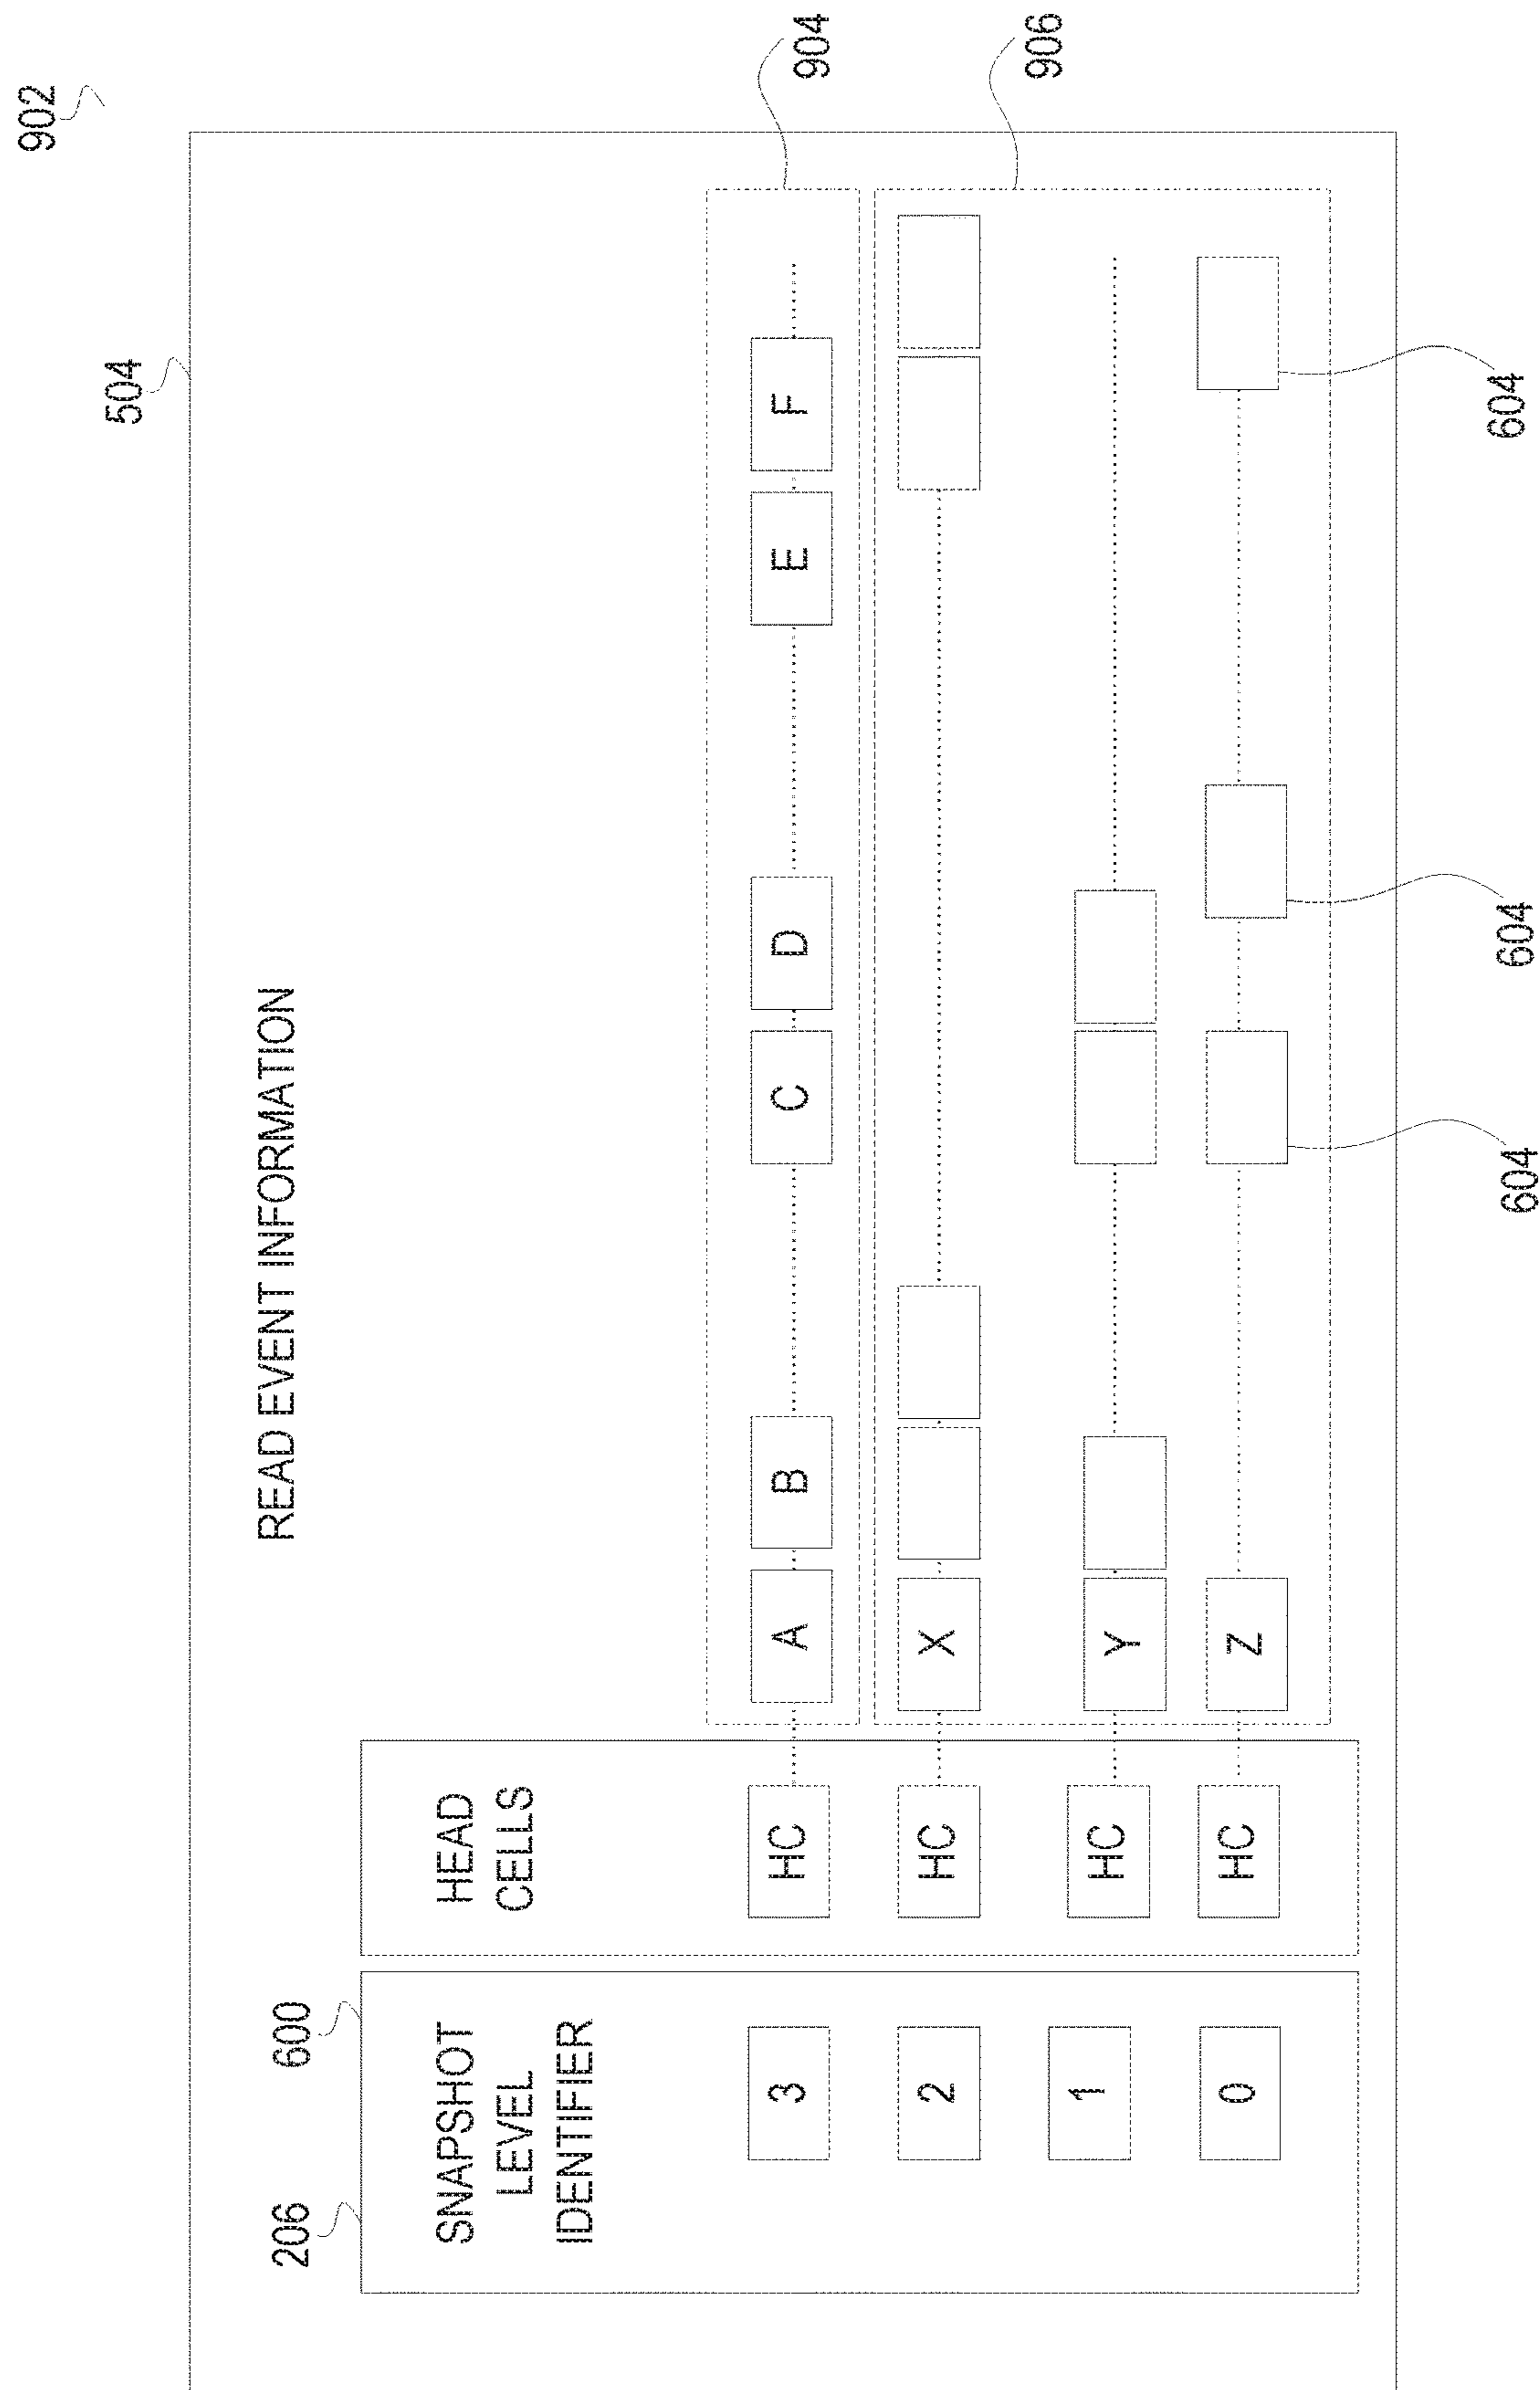 902
504
READ EVENT INFORMATION
206
600
SNAPSHOT
LEVEL
IDENTIFIER
HEAD
CELLS
904
3 HC A B C D E F
906
2 HC X
1 HC Y
0 HC Z
604 604 604